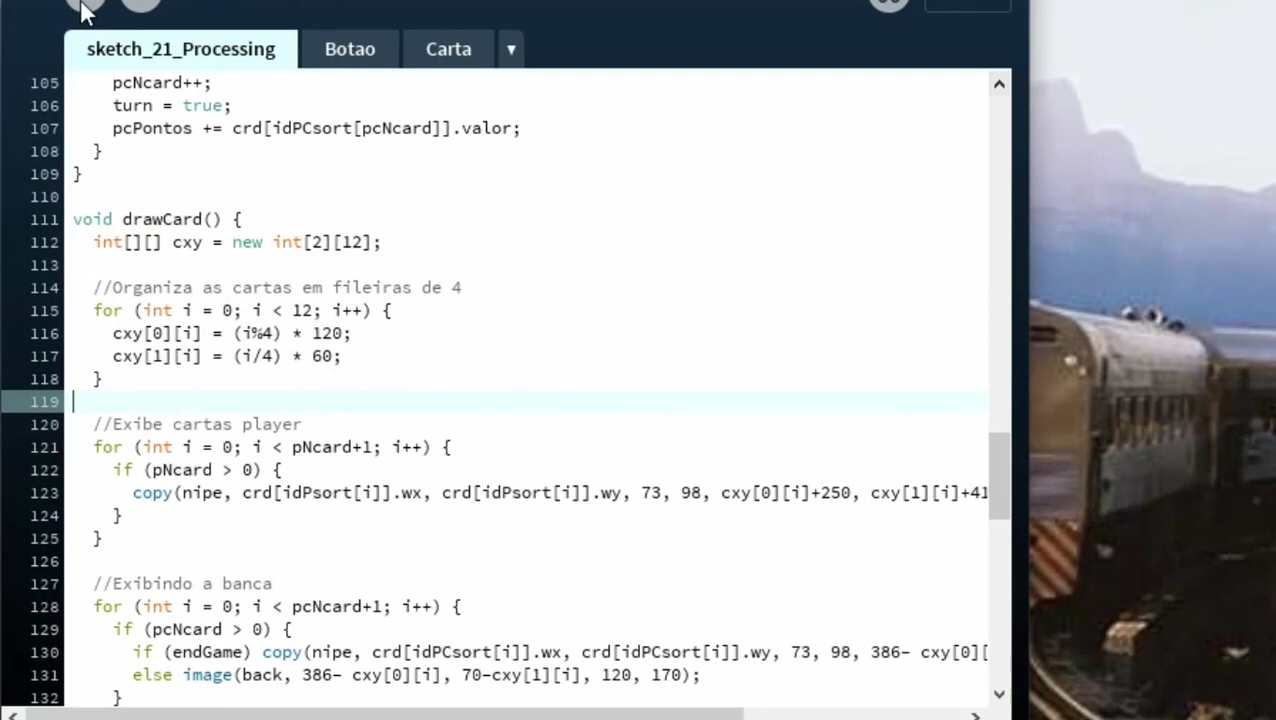 sketch_21_Processing Botao Carta ▼
105 pcNcard++;
106 turn = true;
107 pcPontos += crd[idPCsort[pcNcard]].valor;
108 }
109 }
110
111 void drawCard() {
112 int[][] cxy = new int[2][12];
113
114 //Organiza as cartas em fileiras de 4
115 for (int i = 0; i < 12; i++) {
116 cxy[0][i] = (i%4) * 120;
117 cxy[1][i] = (i/4) * 60;
118 }
119
120 //Exibe cartas player
121 for (int i = 0; i < pNcard+1; i++) {
122 if (pNcard > 0) {
123 copy(nipe, crd[idPsort[i]].wx, crd[idPsort[i]].wy, 73, 98, cxy[0][i]+250, cxy[1][i]+41
124 }
125 }
126
127 //Exibindo a banca
128 for (int i = 0; i < pcNcard+1; i++) {
129 if (pcNcard > 0) {
130 if (endGame) copy(nipe, crd[idPCsort[i]].wx, crd[idPCsort[i]].wy, 73, 98, 386- cxy[0][
131 else image(back, 386- cxy[0][i], 70-cxy[1][i], 120, 170);
132 }